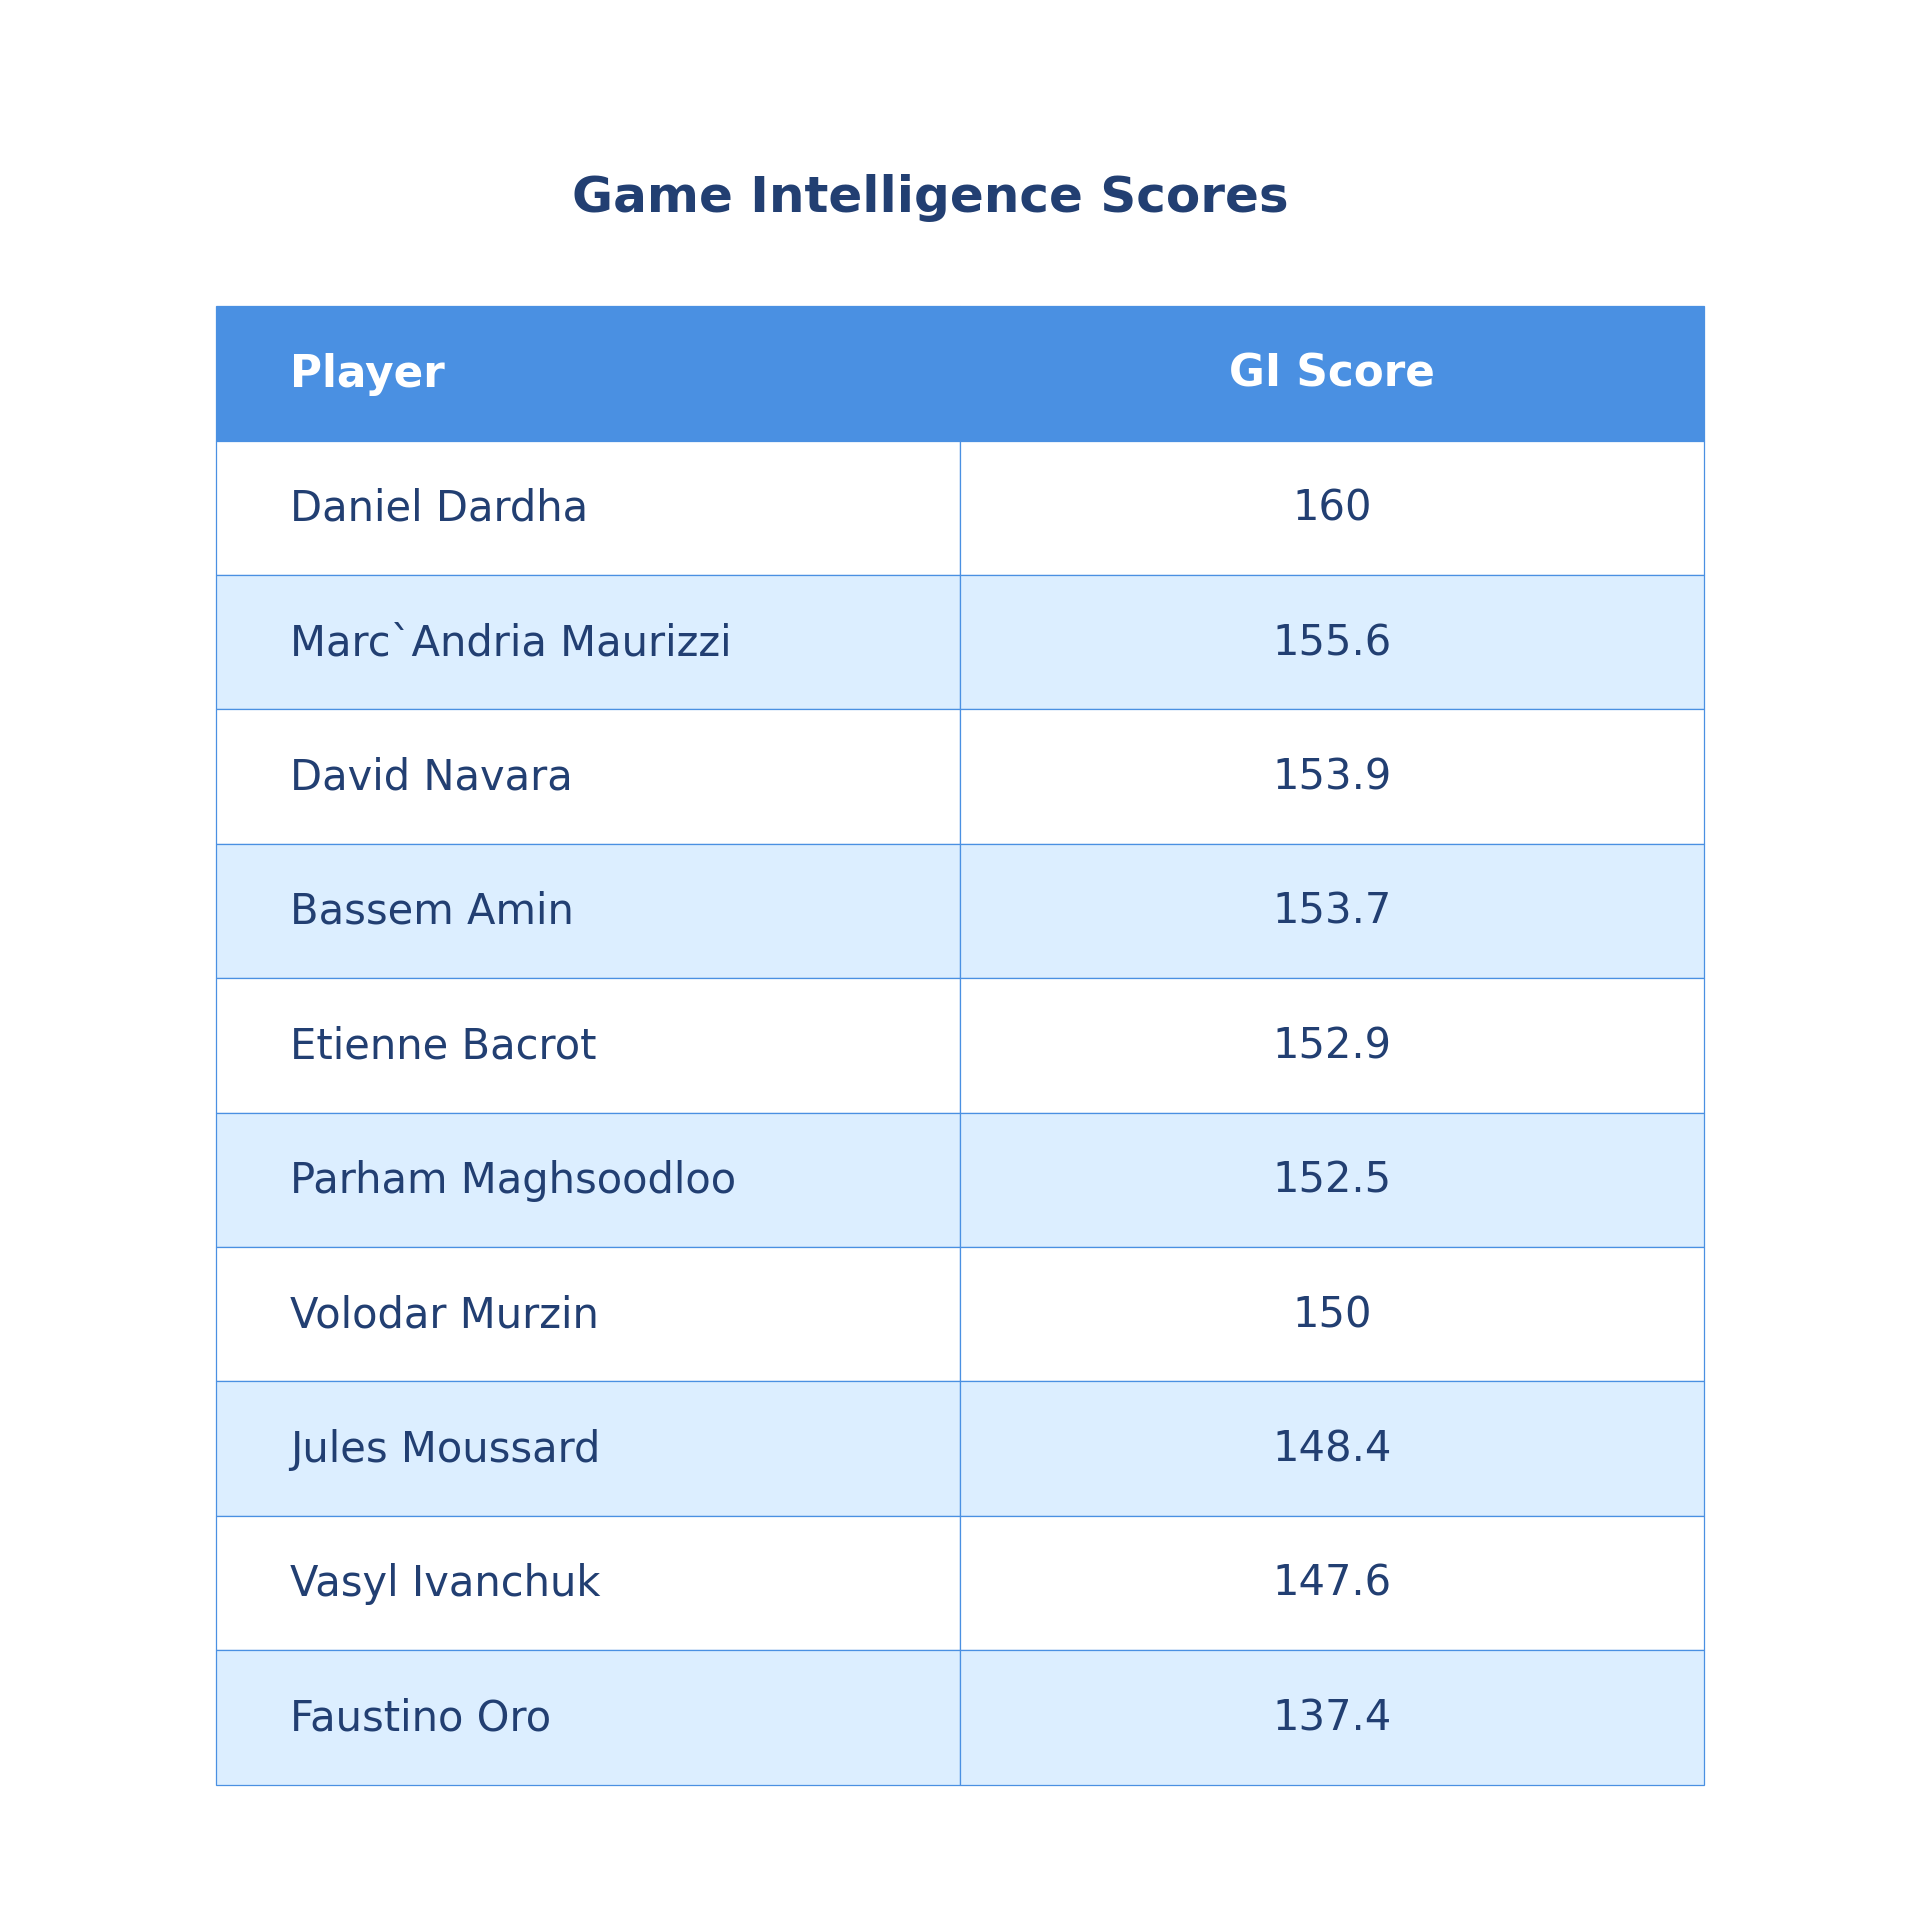 Game Intelligence Scores
Player GI Score
Daniel Dardha 160
Marc`Andria Maurizzi 155.6
David Navara 153.9
Bassem Amin 153.7
Etienne Bacrot 152.9
Parham Maghsoodloo 152.5
Volodar Murzin 150
Jules Moussard 148.4
Vasyl Ivanchuk 147.6
Faustino Oro 137.4